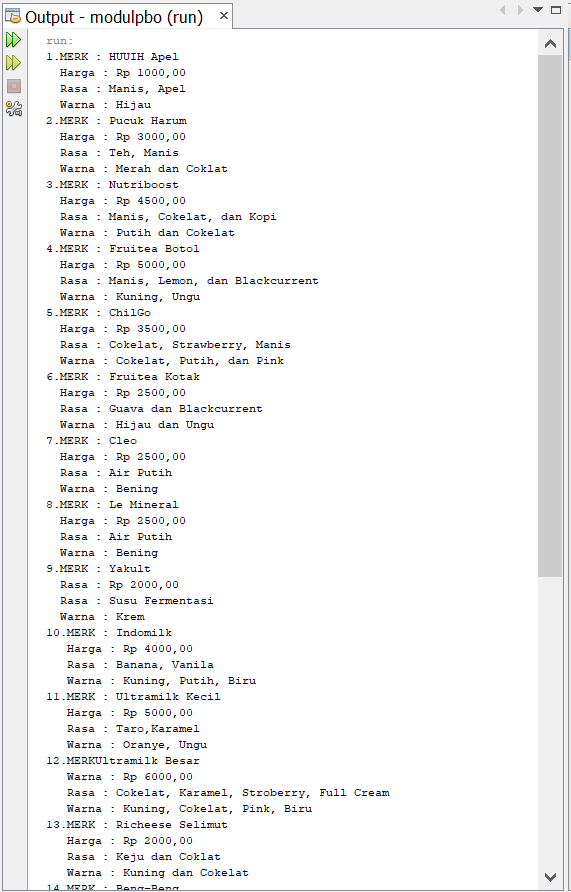 Output - modulpbo (run)
run:
1.MERK : HUUIH Apel
Harga : Rp 1000,00
Rasa : Manis, Apel
Warna : Hijau
2.MERK : Pucuk Harum
Harga : Rp 3000,00
Rasa : Teh, Manis
Warna : Merah dan Coklat
3.MERK : Nutriboost
Harga : Rp 4500,00
Rasa : Manis, Cokelat, dan Kopi
Warna : Putih dan Cokelat
4.MERK : Fruitea Botol
Harga : Rp 5000,00
Rasa : Manis, Lemon, dan Blackcurrent
Warna : Kuning, Ungu
5.MERK : ChilGo
Harga : Rp 3500,00
Rasa : Cokelat, Strawberry, Manis
Warna : Cokelat, Putih, dan Pink
6.MERK : Fruitea Kotak
Harga : Rp 2500,00
Rasa : Guava dan Blackcurrent
Warna : Hijau dan Ungu
7.MERK : Cleo
Harga : Rp 2500,00
Rasa : Air Putih
Warna : Bening
8.MERK : Le Mineral
Harga : Rp 2500,00
Rasa : Air Putih
Warna : Bening
9.MERK : Yakult
Rasa : Rp 2000,00
Rasa : Susu Fermentasi
Warna : Krem
10.MERK : Indomilk
Harga : Rp 4000,00
Rasa : Banana, Vanila
Warna : Kuning, Putih, Biru
11.MERK : Ultramilk Kecil
Harga : Rp 5000,00
Rasa : Taro,Karamel
Warna : Oranye, Ungu
12.MERKUltramilk Besar
Warna : Rp 6000,00
Rasa : Cokelat, Karamel, Stroberry, Full Cream
Warna : Kuning, Cokelat, Pink, Biru
13.MERK : Richeese Selimut
Harga : Rp 2000,00
Rasa : Keju dan Coklat
Warna : Kuning dan Cokelat
14.MERK : Beng-Beng